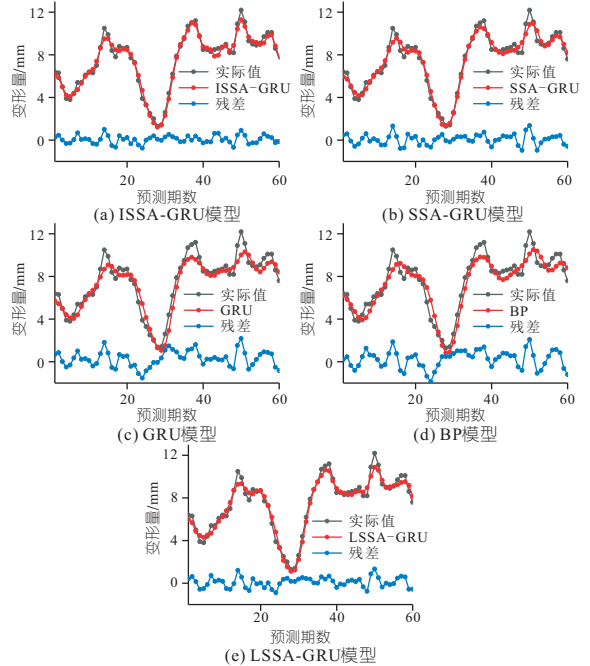 12
8
4
0
变形量/mm
实际值
ISSA-GRU
残差
20
40
60
预测期数
(a) ISSA-GRU模型
12
8
4
0
变形量/mm
实际值
SSA-GRU
残差
20
40
60
预测期数
(b) SSA-GRU模型
12
8
4
0
变形量/mm
实际值
GRU
残差
20
40
60
预测期数
(c) GRU模型
12
8
4
0
变形量/mm
实际值
BP
残差
20
40
60
预测期数
(d) BP模型
12
8
4
0
变形量/mm
实际值
LSSA-GRU
残差
20
40
60
预测期数
(e) LSSA-GRU模型